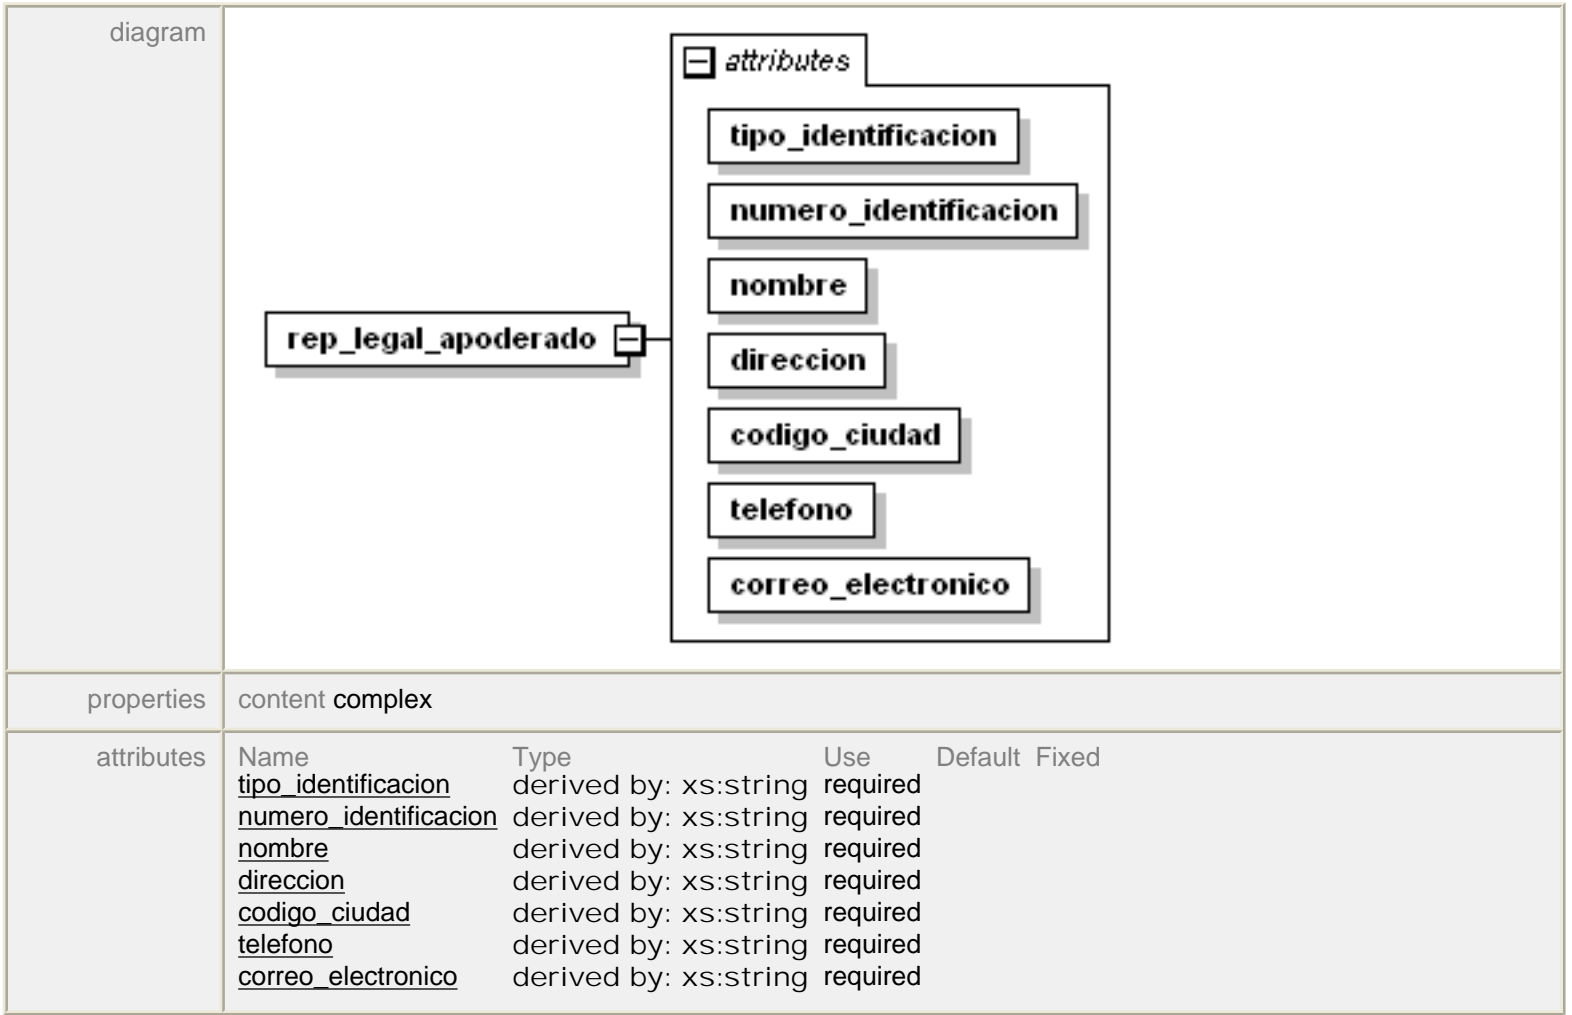 diagram
attributes
tipo_identificacion
numero_identificacion
nombre
rep_legal_apoderado
direccion
codigo_ciudad
telefono
correo_electronico
properties content complex
attributes Name Type Use Default Fixed
tipo_identificacion derived by: xs:string required
numero_identificacion derived by: xs:string required
nombre derived by: xs:string required
direccion derived by: xs:string required
codigo_ciudad derived by: xs:string required
telefono derived by: xs:string required
correo_electronico derived by: xs:string required